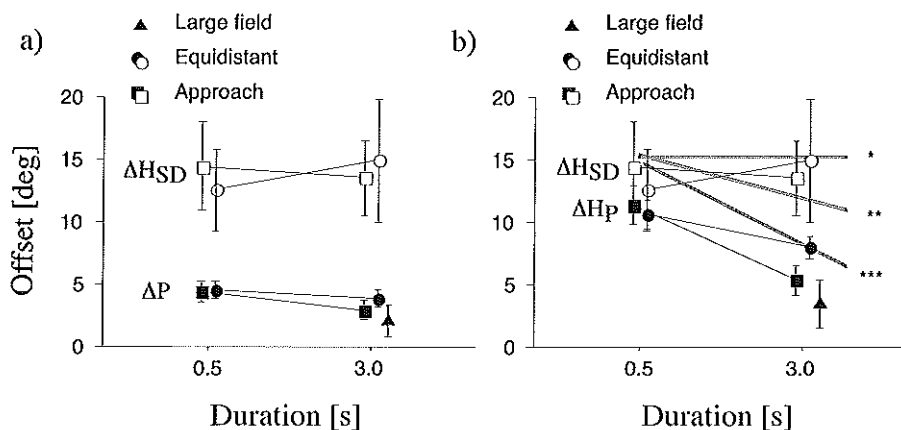 a)
Large field
Equidistant
Approach
20
15
10
5
0
ΔH_SD
ΔP
0.5 3.0
Offset [deg]
Duration [s]
b)
Large field
Equidistant
Approach
20
15
10
5
0
ΔH_SD
ΔH_P
*
**
***
0.5 3.0
Duration [s]